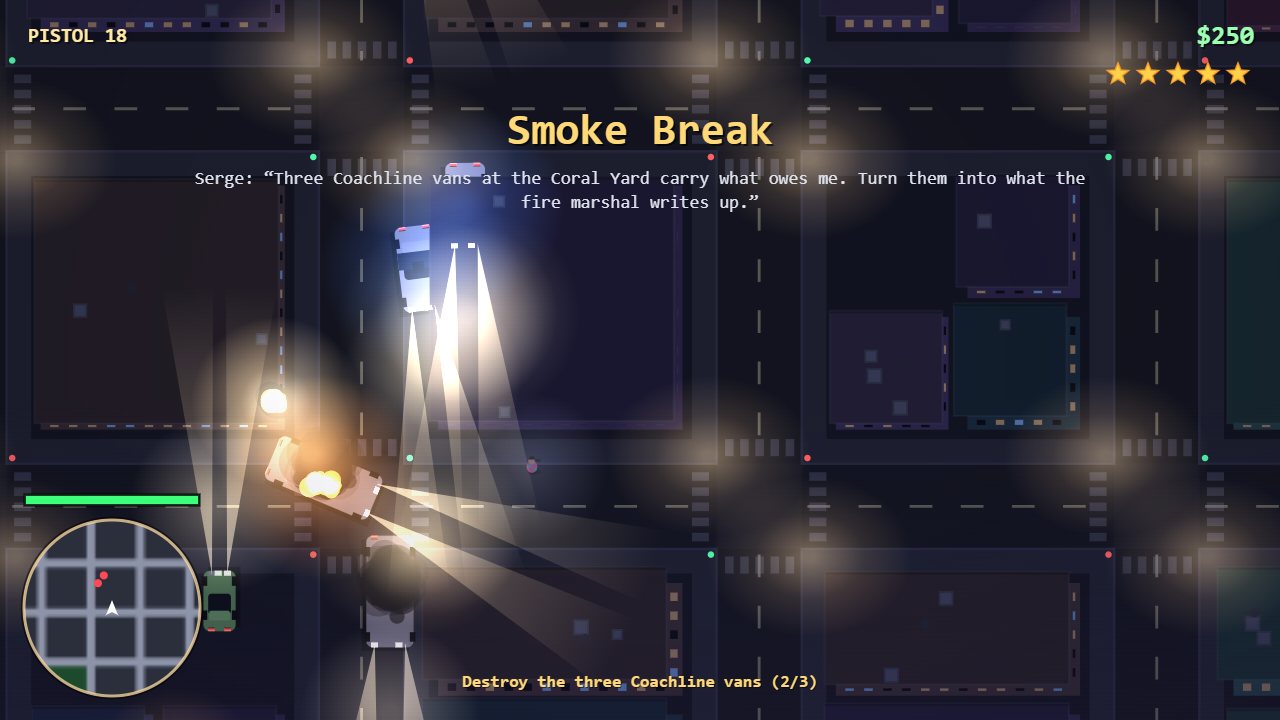 PISTOL 18
$250
Smoke Break
Serge: “Three Coachline vans at the Coral Yard carry what owes me. Turn them into what the
fire marshal writes up.”
Destroy the three Coachline vans (2/3)